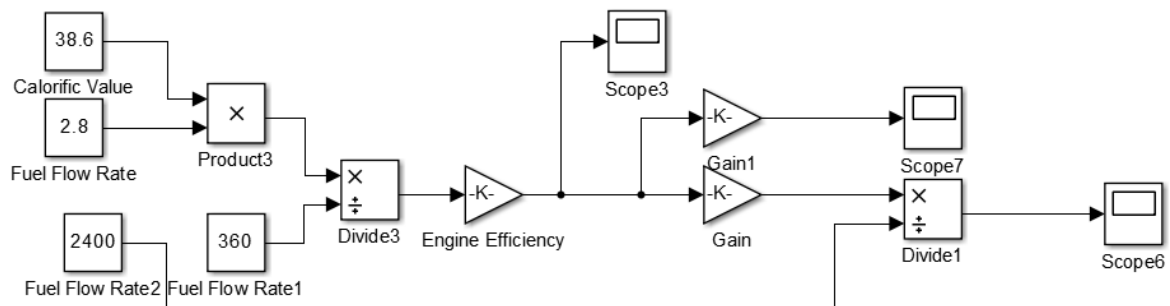 38.6
Calorific Value
2.8
Fuel Flow Rate
×
Product3
Scope3
-K-
Gain1
Scope7
×
÷
Divide3
-K-
Engine Efficiency
-K-
Gain
×
÷
Divide1
Scope6
2400
Fuel Flow Rate2
360
Fuel Flow Rate1